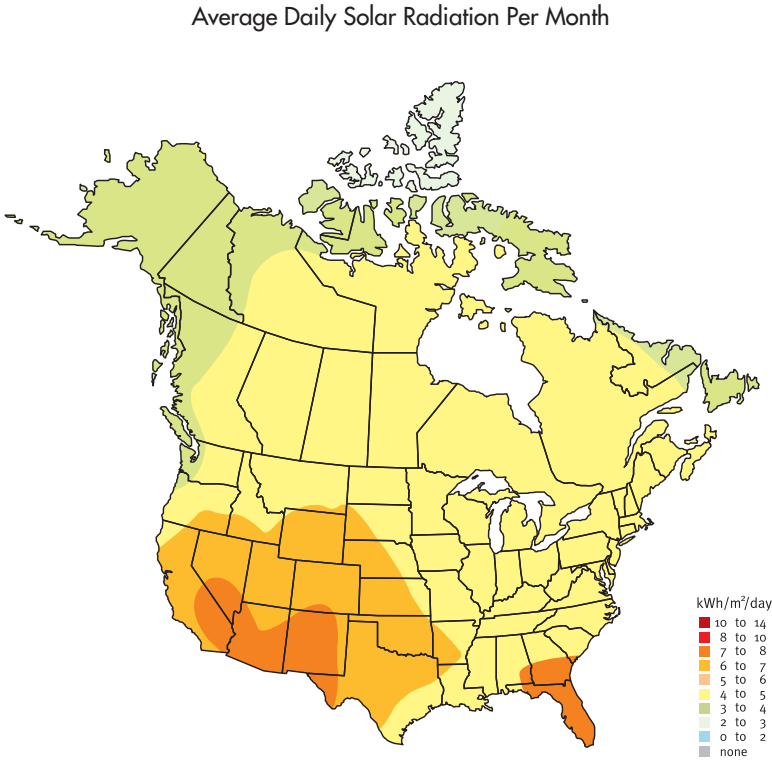 Average Daily Solar Radiation Per Month
kWh/m²/day
10 to 14
8 to 10
7 to 8
6 to 7
5 to 6
4 to 5
3 to 4
2 to 3
0 to 2
none